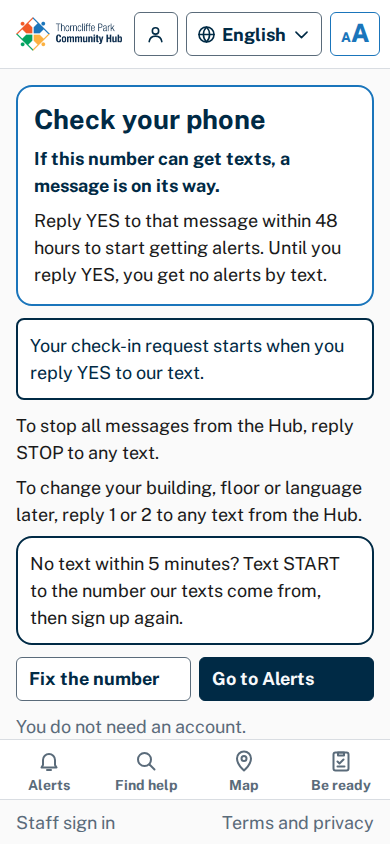 Thorncliffe Park
Community Hub
English
AA
Check your phone
If this number can get texts, a
message is on its way.
Reply YES to that message within 48
hours to start getting alerts. Until you
reply YES, you get no alerts by text.
Your check-in request starts when you
reply YES to our text.
To stop all messages from the Hub, reply
STOP to any text.
To change your building, floor or language
later, reply 1 or 2 to any text from the Hub.
No text within 5 minutes? Text START
to the number our texts come from,
then sign up again.
Fix the number
Go to Alerts
You do not need an account.
Alerts
Find help
Map
Be ready
Staff sign in
Terms and privacy